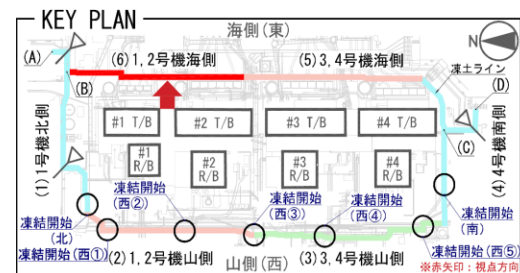 KEY PLAN
海側(東)
N
(A)
(6) 1, 2号機海側
(5) 3, 4号機海側
凍土ライン
(B)
(D)
#1 T/B
#2 T/B
#3 T/B
#4 T/B
(C)
(1) 1号機北側
(4) 4号機南側
#1
R/B
#2
R/B
#3
R/B
#4
R/B
凍結開始
(西②)
凍結開始
(西③)
凍結開始
(西④)
凍結開始
(北)
凍結開始
(南)
凍結開始(西①)
(2) 1, 2号機山側
(3) 3, 4号機山側
凍結開始(西⑤)
山側(西)
※赤矢印：視点方向